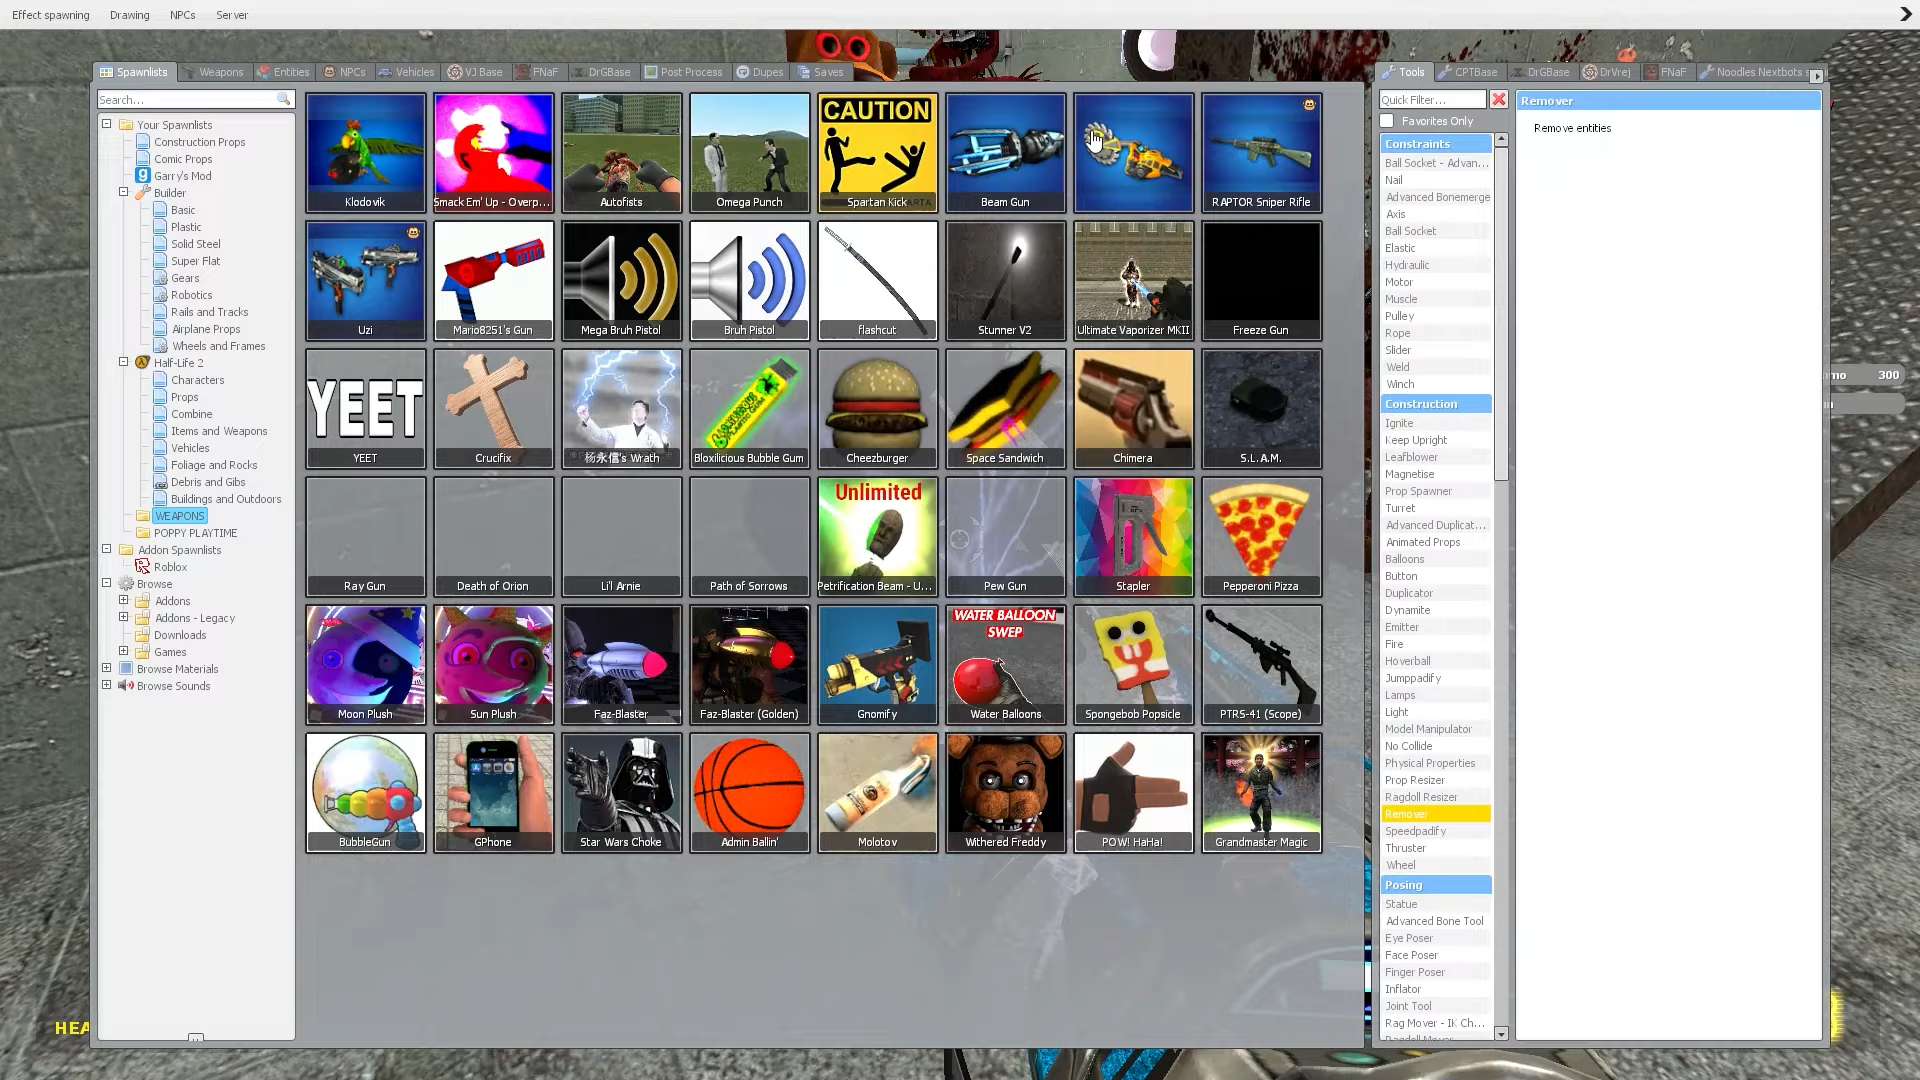 Effect spawning Drawing NPCs Server
Spawnlists Weapons Entities NPCs Vehicles VJ Base FNaF DrGBase Post Process Dupes Saves
Search...
Your Spawnlists
Construction Props
Comic Props
Garry's Mod
Builder
Basic
Plastic
Solid Steel
Super Flat
Gears
Robotics
Rails and Tracks
Airplane Props
Wheels and Frames
Half-Life 2
Characters
Props
Combine
Items and Weapons
Vehicles
Foliage and Rocks
Debris and Gibs
Buildings and Outdoors
WEAPONS
POPPY PLAYTIME
Addon Spawnlists
Roblox
Browse
Addons
Addons - Legacy
Downloads
Games
Browse Materials
Browse Sounds
CAUTION
Klodovik Smack Em' Up - Overp... Autofists Omega Punch Spartan Kick Beam Gun RAPTOR Sniper Rifle
Uzi Mario8251's Gun Mega Bruh Pistol Bruh Pistol flashcut Stunner V2 Ultimate Vaporizer MKII Freeze Gun
YEET
YEET Crucifix 杨永信's Wrath Bloxilicious Bubble Gum Cheezburger Space Sandwich Chimera S.L.A.M.
Unlimited
Ray Gun Death of Orion Li'l Arnie Path of Sorrows Petrification Beam - U... Pew Gun Stapler Pepperoni Pizza
WATER BALLOON
SWEP
Moon Plush Sun Plush Faz-Blaster Faz-Blaster (Golden) Gnomify Water Balloons Spongebob Popsicle PTRS-41 (Scope)
BubbleGun GPhone Star Wars Choke Admin Ballin' Molotov Withered Freddy POW! HaHa! Grandmaster Magic
Tools CPTBase DrGBase DrVrej FNaF Noodles Nextbots s
Quick Filter...
Favorites Only
Constraints
Ball Socket - Advan...
Nail
Advanced Bonemerge
Axis
Ball Socket
Elastic
Hydraulic
Motor
Muscle
Pulley
Rope
Slider
Weld
Winch
Construction
Ignite
Keep Upright
Leafblower
Magnetise
Prop Spawner
Turret
Advanced Duplicat...
Animated Props
Balloons
Button
Duplicator
Dynamite
Emitter
Fire
Hoverball
Jumppadify
Lamps
Light
Model Manipulator
No Collide
Physical Properties
Prop Resizer
Ragdoll Resizer
Remover
Speedpadify
Thruster
Wheel
Posing
Statue
Advanced Bone Tool
Eye Poser
Face Poser
Finger Poser
Inflator
Joint Tool
Rag Mover - IK Ch...
Ragdoll Mover
Remover
Remove entities
mo 300
HEA